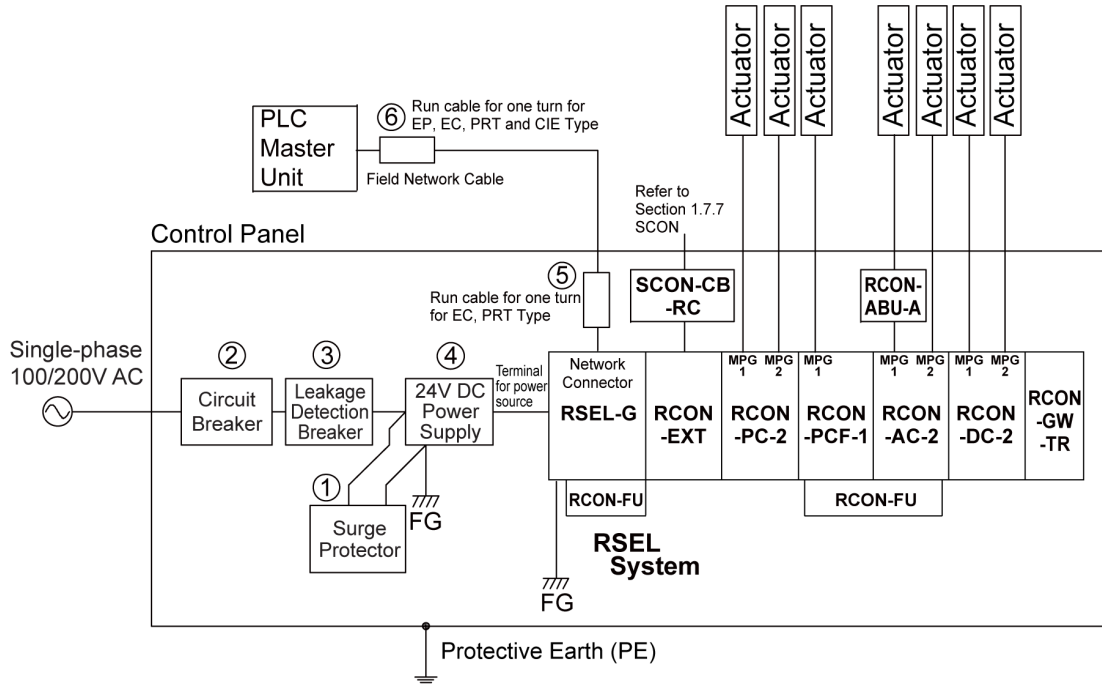 Actuator
Actuator
Actuator
Actuator
Actuator
Actuator
Actuator
PLC
Master
Unit
⑥
Run cable for one turn for
EP, EC, PRT and CIE Type
Field Network Cable
Refer to
Section 1.7.7
SCON
Control Panel
⑤
Run cable for one turn
for EC, PRT Type
SCON-CB
-RC
RCON-
ABU-A
Single-phase
100/200V AC
②
Circuit
Breaker
③
Leakage
Detection
Breaker
④
24V DC
Power
Supply
Terminal
for power
source
Network
Connector
RSEL-G
RCON
-EXT
MPG
1
MPG
2
RCON
-PC-2
MPG
1
RCON
-PCF-1
MPG
1
MPG
2
RCON
-AC-2
MPG
1
MPG
2
RCON
-DC-2
RCON
-GW
-TR
①
Surge
Protector
FG
RCON-FU
RCON-FU
RSEL
System
FG
Protective Earth (PE)